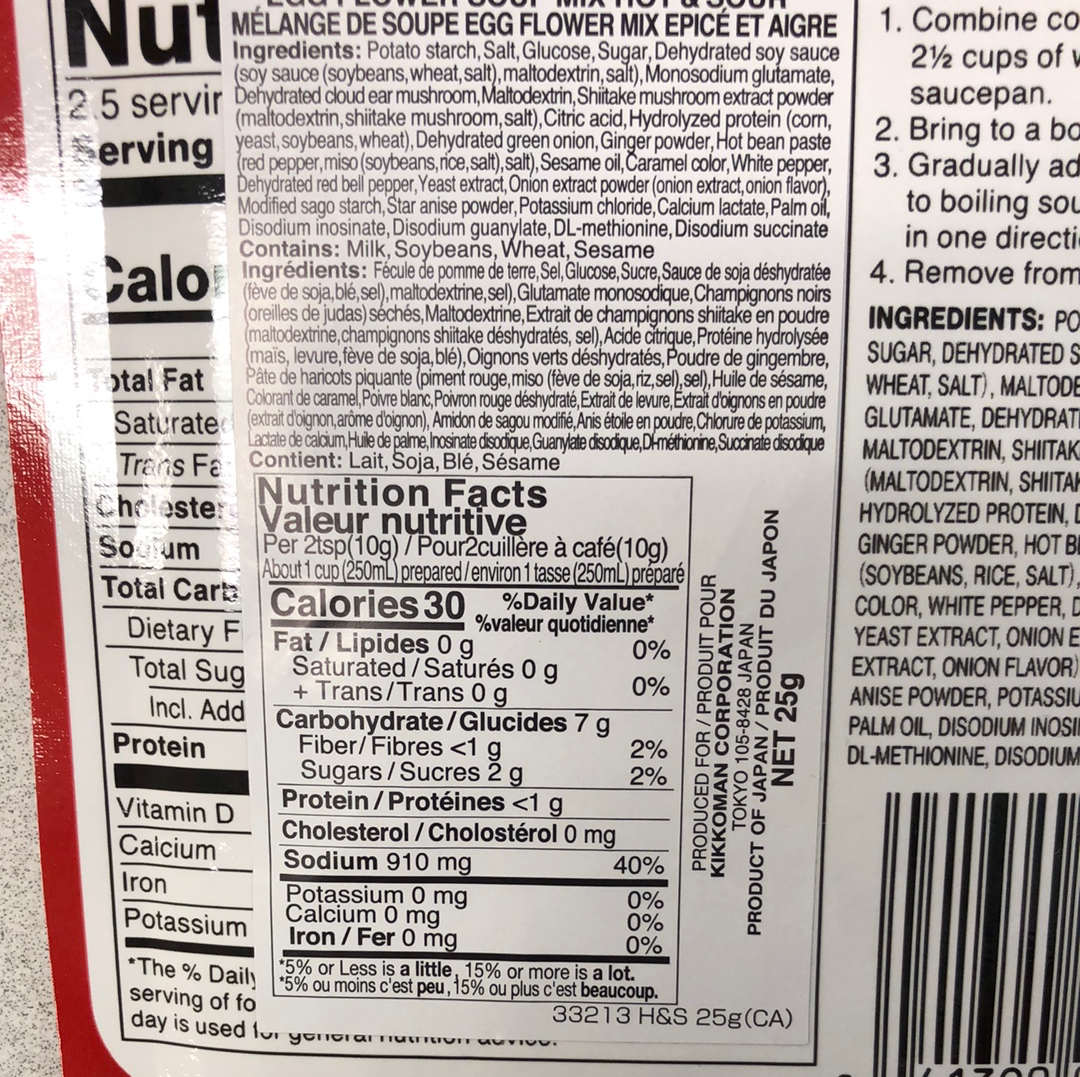 MÉLANGE DE SOUPE EGG FLOWER MIX EPICÉ ET AIGRE
Ingredients: Potato starch, Salt, Glucose, Sugar, Dehydrated soy sauce
(soy sauce (soybeans, wheat, salt), maltodextrin, salt), Monosodium glutamate,
Dehydrated cloud ear mushroom, Maltodextrin, Shiitake mushroom extract powder
(maltodextrin, shiitake mushroom, salt), Citric acid, Hydrolyzed protein (corn,
yeast, soybeans, wheat), Dehydrated green onion, Ginger powder, Hot bean paste
(red pepper, miso (soybeans, rice, salt), salt), Sesame oil, Caramel color, White pepper,
Dehydrated red bell pepper, Yeast extract, Onion extract powder (onion extract, onion flavor),
Modified sago starch, Star anise powder, Potassium chloride, Calcium lactate, Palm oil,
Disodium inosinate, Disodium guanylate, DL-methionine, Disodium succinate
Contains: Milk, Soybeans, Wheat, Sesame
Ingrédients: Fécule de pomme de terre, Sel, Glucose, Sucre, Sauce de soja déshydratée
(fève de soja, blé, sel), maltodextrine, sel), Glutamate monosodique, Champignons noirs
(oreilles de judas) séchés, Maltodextrine, Extrait de champignons shiitake en poudre
(maltodextrine, champignons shiitake déshydratés, sel), Acide citrique, Protéine hydrolysée
(maïs, levure, fève de soja, blé), Oignons verts déshydratés, Poudre de gingembre,
Pâte de haricots piquante (piment rouge, miso (fève de soja, riz, sel), sel), Huile de sésame,
Colorant de caramel, Poivre blanc, Poivron rouge déshydraté, Extrait de levure, Extrait d'oignons en poudre
(extrait d'oignon, arôme d'oignon), Amidon de sagou modifié, Anis étoile en poudre, Chlorure de potassium,
Lactate de calcium, Huile de palme, Inosinate disodique, Guanylate disodique, Dl-méthionine, Succinate disodique
Contient: Lait, Soja, Blé, Sésame
Nutrition Facts
Valeur nutritive
Per 2tsp(10g) / Pour2cuillère à café(10g)
About 1 cup (250mL) prepared / environ 1 tasse (250mL) préparé
Calories 30 %Daily Value*
%valeur quotidienne*
Fat / Lipides 0 g 0%
Saturated / Saturés 0 g
+ Trans / Trans 0 g 0%
Carbohydrate / Glucides 7 g
Fiber / Fibres <1 g 2%
Sugars / Sucres 2 g 2%
Protein / Protéines <1 g
Cholesterol / Cholostérol 0 mg
Sodium 910 mg 40%
Potassium 0 mg 0%
Calcium 0 mg 0%
Iron / Fer 0 mg 0%
*5% or Less is a little, 15% or more is a lot.
*5% ou moins c'est peu, 15% ou plus c'est beaucoup.
33213 H&S 25g(CA)
PRODUCED FOR / PRODUIT POUR
KIKKOMAN CORPORATION
TOKYO 105-8428 JAPAN
PRODUCT OF JAPAN / PRODUIT DU JAPON
NET 25g
Nut
2.5 servin
Serving
Calo
Total Fat
Saturated
Trans Fa
Cholester
Sodium
Total Carb
Dietary F
Total Sug
Incl. Add
Protein
Vitamin D
Calcium
Iron
Potassium
*The % Daily
serving of fo
day is used for general nutrition advice.
1. Combine co
2½ cups of w
saucepan.
2. Bring to a bo
3. Gradually ad
to boiling sou
in one directi
4. Remove from
INGREDIENTS: PO
SUGAR, DEHYDRATED S
WHEAT, SALT), MALTODE
GLUTAMATE, DEHYDRAT
MALTODEXTRIN, SHIITAK
(MALTODEXTRIN, SHIITAK
HYDROLYZED PROTEIN, D
GINGER POWDER, HOT B
(SOYBEANS, RICE, SALT),
COLOR, WHITE PEPPER, D
YEAST EXTRACT, ONION E
EXTRACT, ONION FLAVOR)
ANISE POWDER, POTASSIU
PALM OIL, DISODIUM INOSI
DL-METHIONINE, DISODIUM